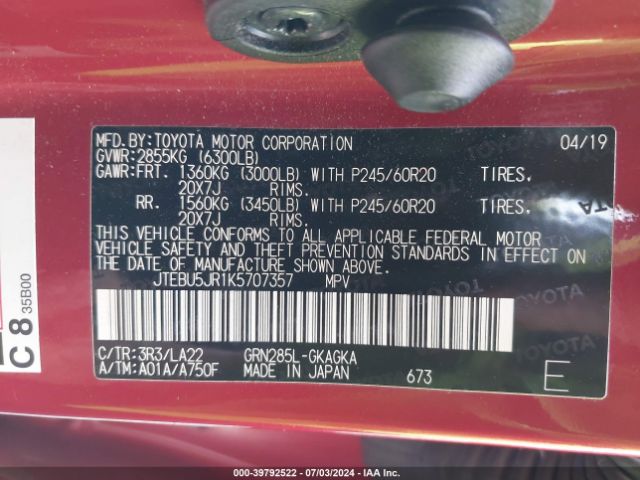 MFD.BY:TOYOTA MOTOR CORPORATION 04/19
GVWR:2855KG (6300LB)
GAWR:FRT. 1360KG (3000LB) WITH P245/60R20 TIRES.
20X7J RIMS.
RR. 1560KG (3450LB) WITH P245/60R20 TIRES.
20X7J RIMS.
THIS VEHICLE CONFORMS TO ALL APPLICABLE FEDERAL MOTOR
VEHICLE SAFETY AND THEFT PREVENTION STANDARDS IN EFFECT ON
THE DATE OF MANUFACTURE SHOWN ABOVE.
JTEBU5JR1K5707357 MPV
C/TR:3R3/LA22 GRN285L-GKAGKA
A/TM:A01A/A750F MADE IN JAPAN 673 E
C8 35B00
TOYOTA
000-39792522 - 07/03/2024 - IAA Inc.